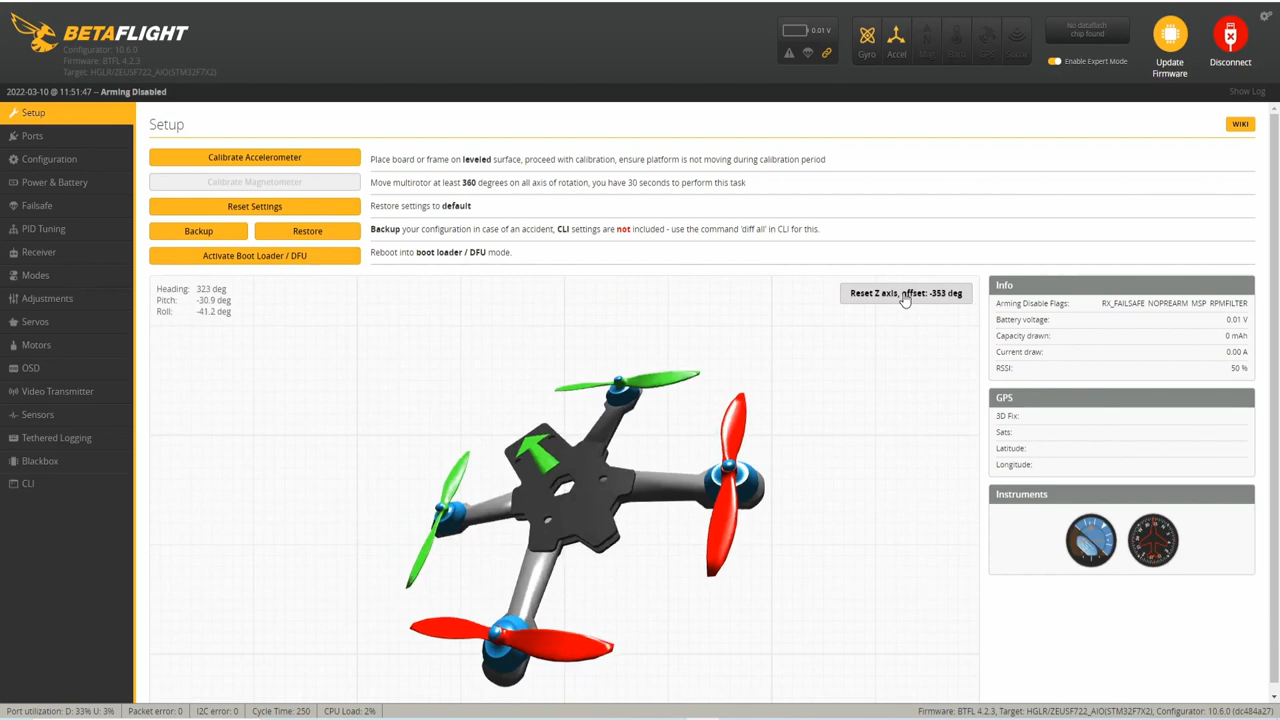 BETAFLIGHT
Configurator: 10.6.0
Firmware: BTFL 4.2.3
Target: HGLR/ZEUSF722_AIO(STM32F7X2)
0.01 V
Gyro
Accel
Mag
Baro
GPS
Sonar
No dataflash
chip found
Enable Expert Mode
Update
Firmware
Disconnect
2022-03-10 @ 11:51:47 -- Arming Disabled
Show Log
Setup
Ports
Configuration
Power & Battery
Failsafe
PID Tuning
Receiver
Modes
Adjustments
Servos
Motors
OSD
Video Transmitter
Sensors
Tethered Logging
Blackbox
CLI
Setup
WIKI
Calibrate Accelerometer
Place board or frame on leveled surface, proceed with calibration, ensure platform is not moving during calibration period
Calibrate Magnetometer
Move multirotor at least 360 degrees on all axis of rotation, you have 30 seconds to perform this task
Reset Settings
Restore settings to default
Backup
Restore
Backup your configuration in case of an accident, CLI settings are not included - use the command 'diff all' in CLI for this.
Activate Boot Loader / DFU
Reboot into boot loader / DFU mode.
Heading: 323 deg
Pitch: -30.9 deg
Roll: -41.2 deg
Reset Z axis, offset: -353 deg
Info
Arming Disable Flags: RX_FAILSAFE NOPREARM MSP RPMFILTER
Battery voltage: 0.01 V
Capacity drawn: 0 mAh
Current draw: 0.00 A
RSSI: 50 %
GPS
3D Fix:
Sats:
Latitude:
Longitude:
Instruments
Port utilization: D: 33% U: 3%
Packet error: 0
I2C error: 0
Cycle Time: 250
CPU Load: 2%
Firmware: BTFL 4.2.3, Target: HGLR/ZEUSF722_AIO(STM32F7X2), Configurator: 10.6.0 (dc484a27)